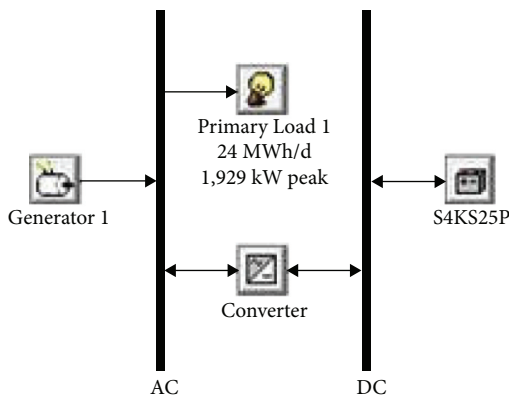 Primary Load 1
24 MWh/d
1,929 kW peak
Generator 1
S4KS25P
Converter
AC
DC